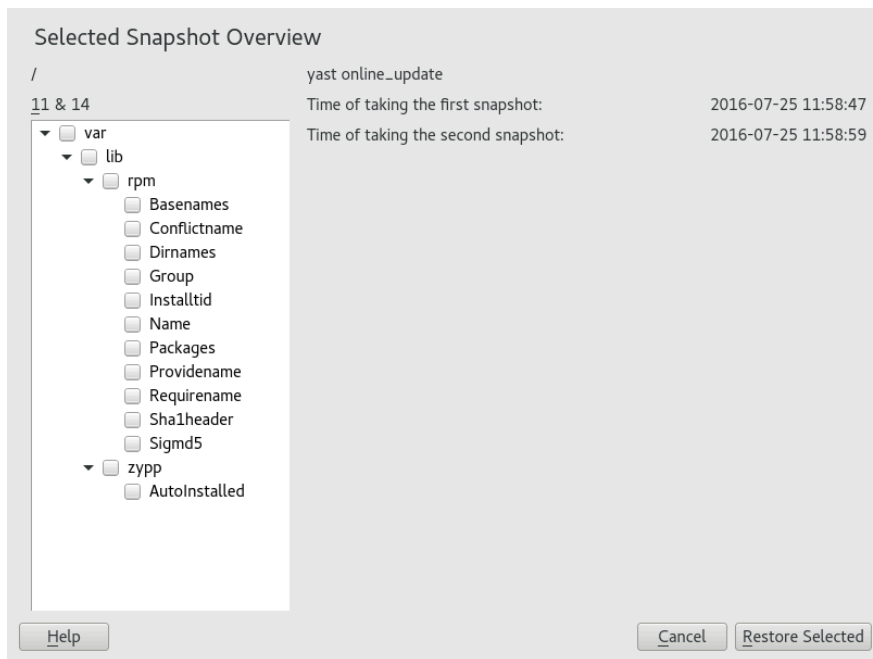 Selected Snapshot Overview
/ yast online_update
11 & 14 Time of taking the first snapshot: 2016-07-25 11:58:47
var Time of taking the second snapshot: 2016-07-25 11:58:59
lib
rpm
Basenames
Conflictname
Dirnames
Group
Installtid
Name
Packages
Providename
Requirename
Sha1header
Sigmd5
zypp
AutoInstalled
Help Cancel Restore Selected